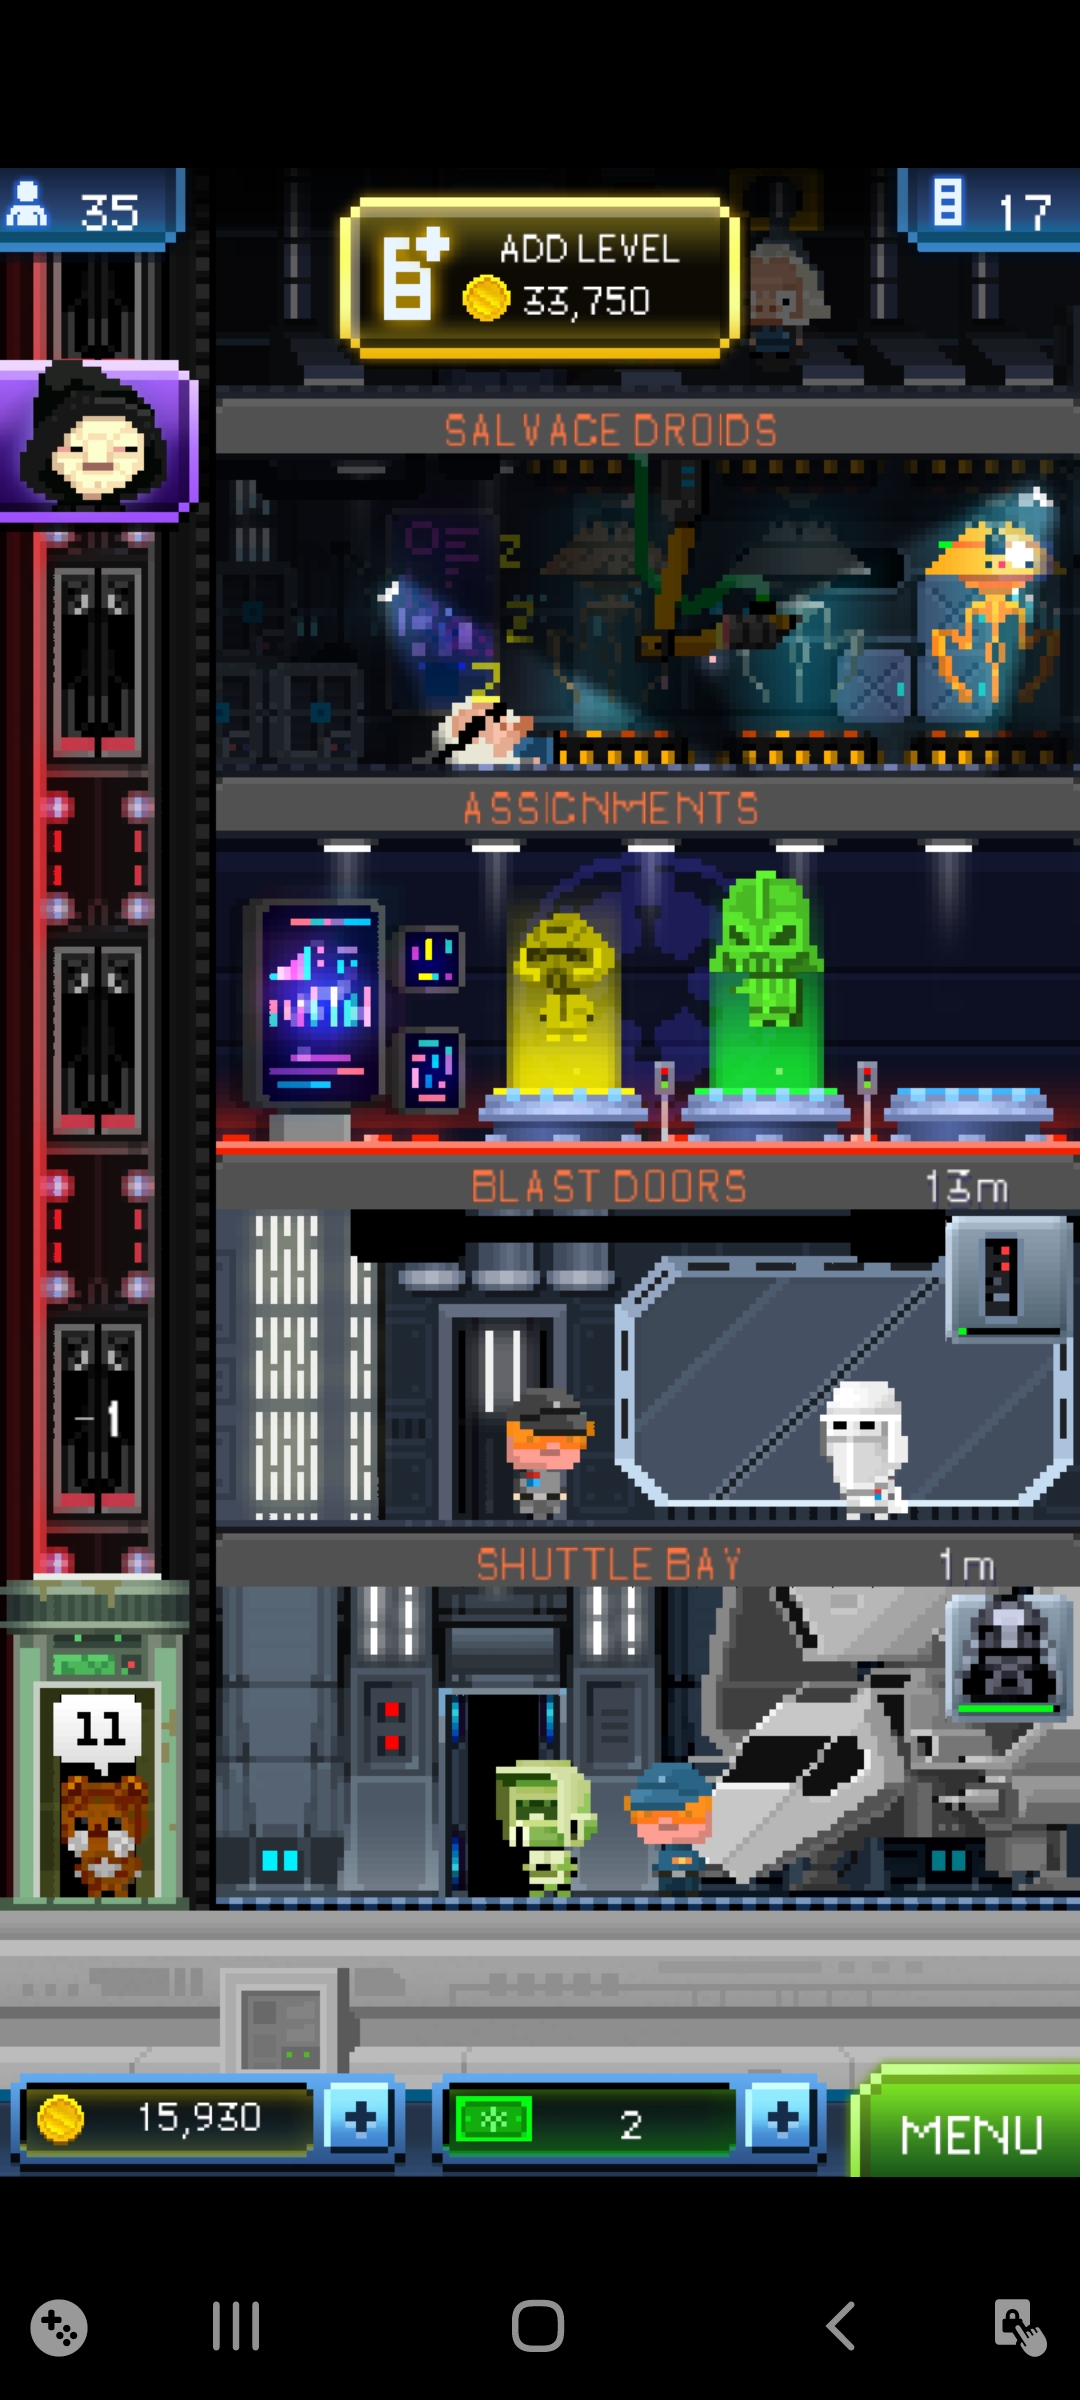 35
ADD LEVEL
33,750
17
SALVAGE DROIDS
Z
Z
Z
ASSIGNMENTS
BLAST DOORS 13m
-1
SHUTTLE BAY 1m
11
15,930
2
MENU